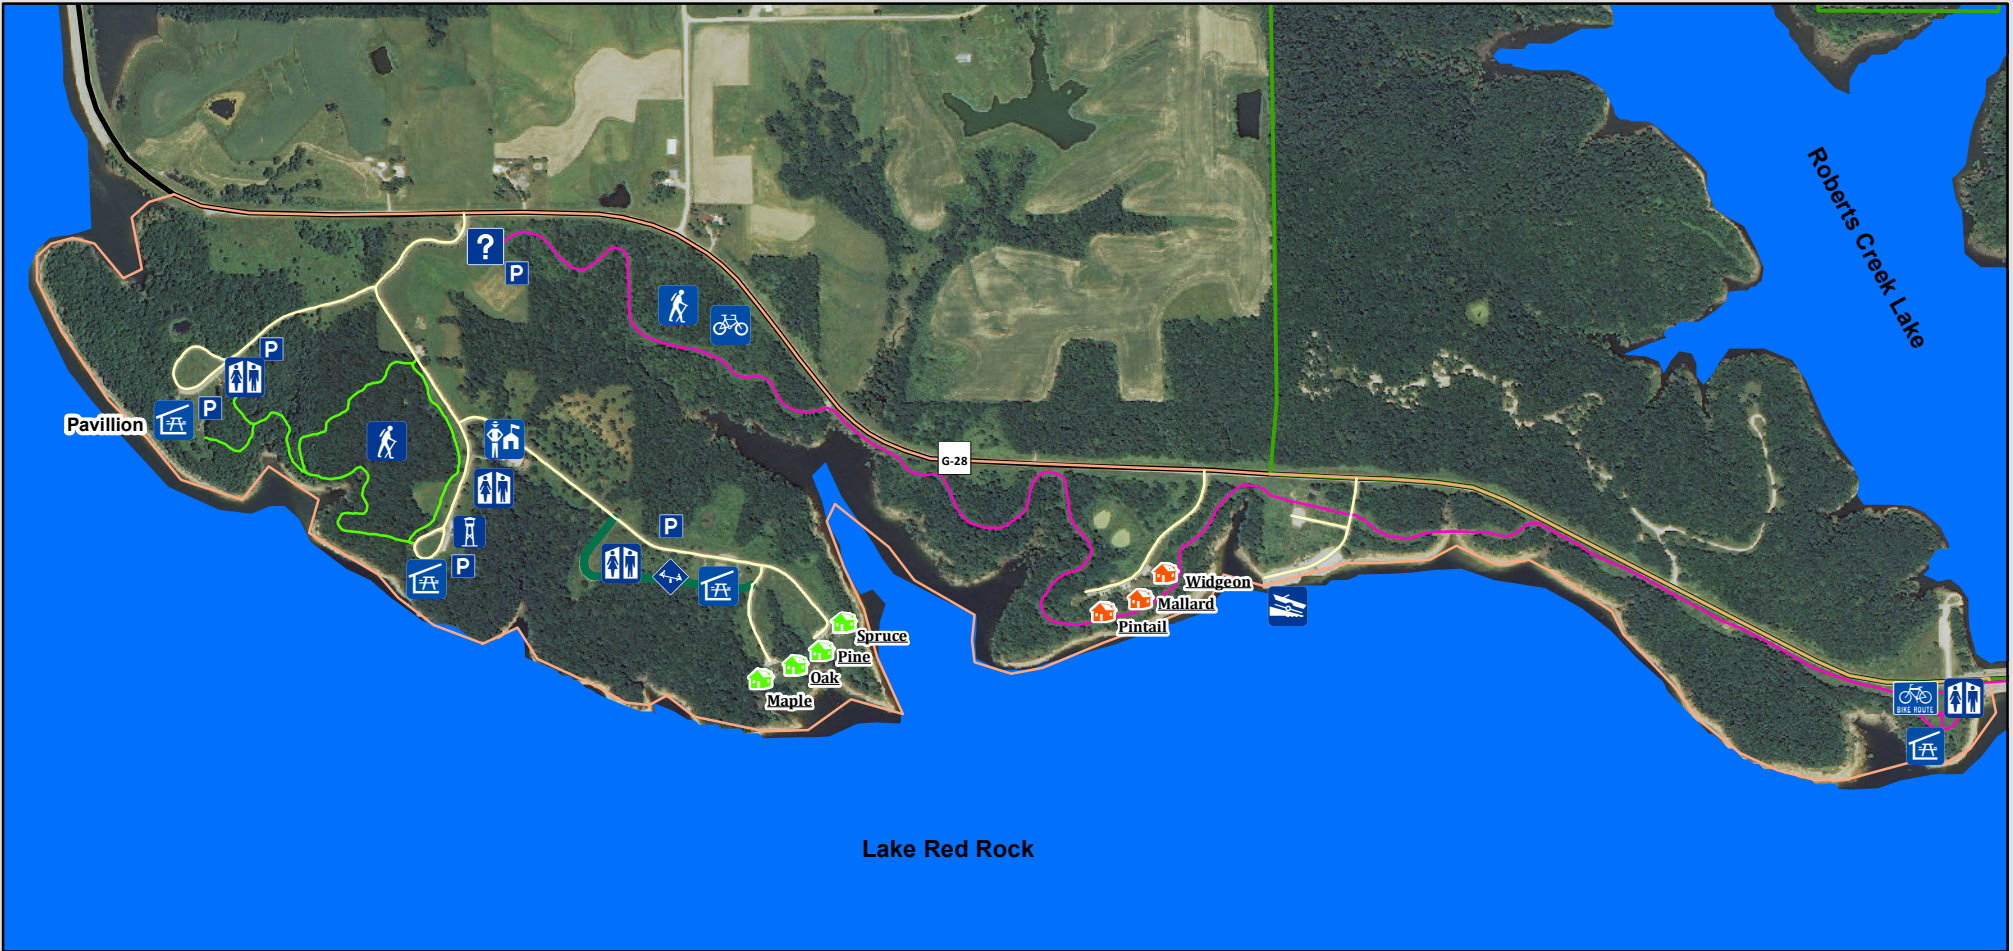 Roberts Creek Lake
?
P
P
P
Pavillion
G-28
P
P
Widgeon
Mallard
Pintail
Spruce
Pine
Oak
Maple
BIKE ROUTE
Lake Red Rock